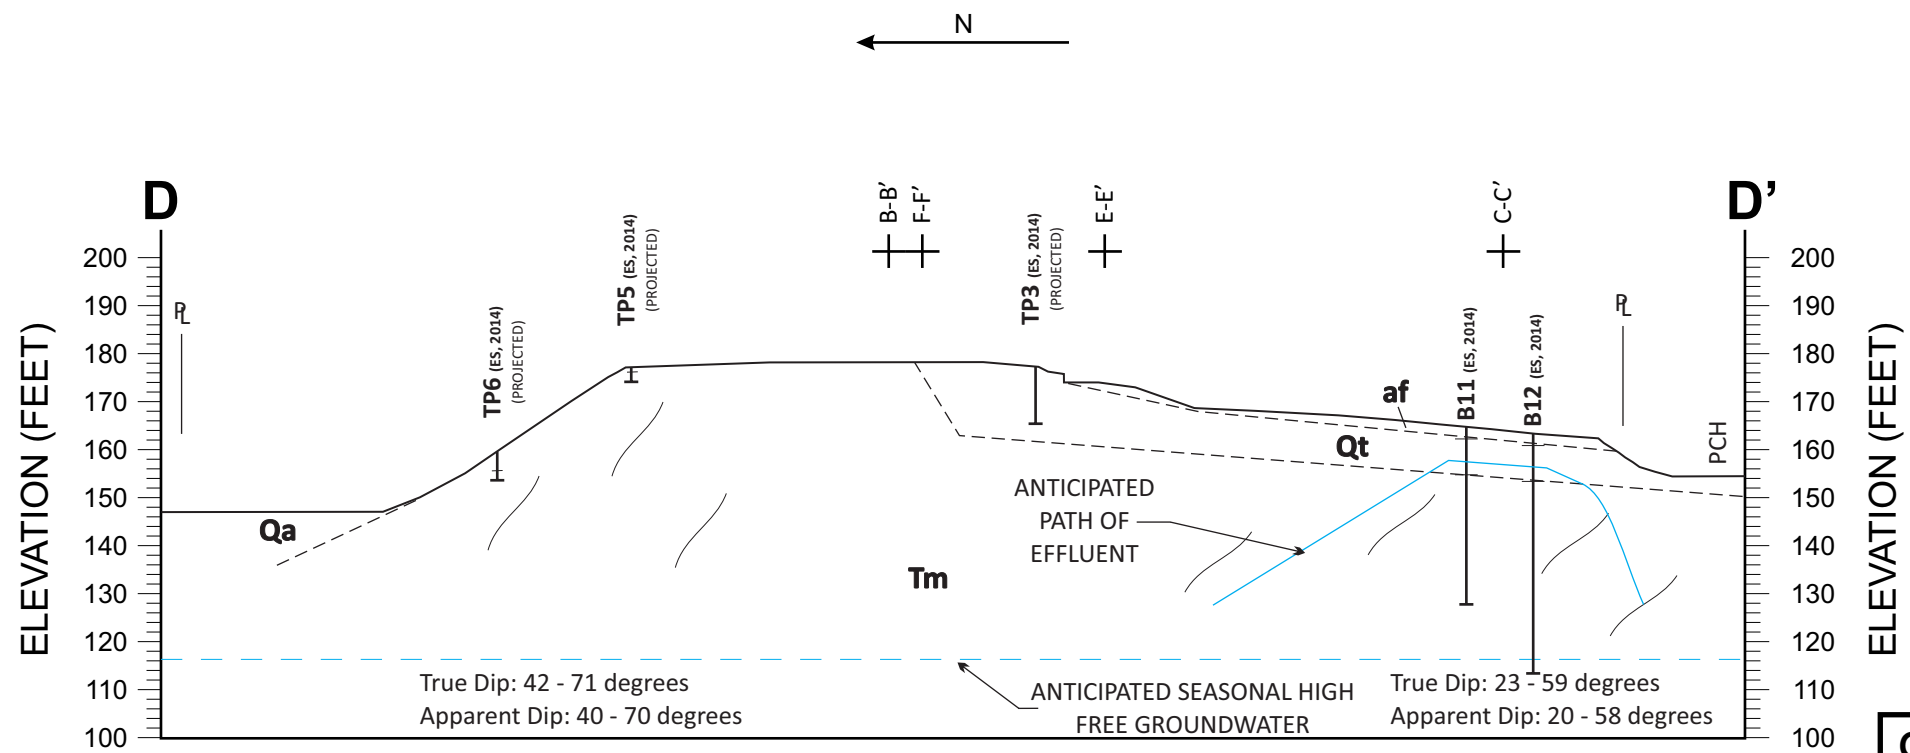 N
D
D’
B-B’
F-F’
E-E’
C-C’
TP6 (ES, 2014)
(PROJECTED)
TP5 (ES, 2014)
(PROJECTED)
TP3 (ES, 2014)
(PROJECTED)
B11 (ES, 2014)
B12 (ES, 2014)
PL
PL
PCH
ELEVATION (FEET)
200
190
180
170
160
150
140
130
120
110
100
200
190
180
170
160
150
140
130
120
110
100
ELEVATION (FEET)
af
Qt
Qa
Tm
ANTICIPATED
PATH OF
EFFLUENT
True Dip: 42 - 71 degrees
Apparent Dip: 40 - 70 degrees
ANTICIPATED SEASONAL HIGH
FREE GROUNDWATER
True Dip: 23 - 59 degrees
Apparent Dip: 20 - 58 degrees